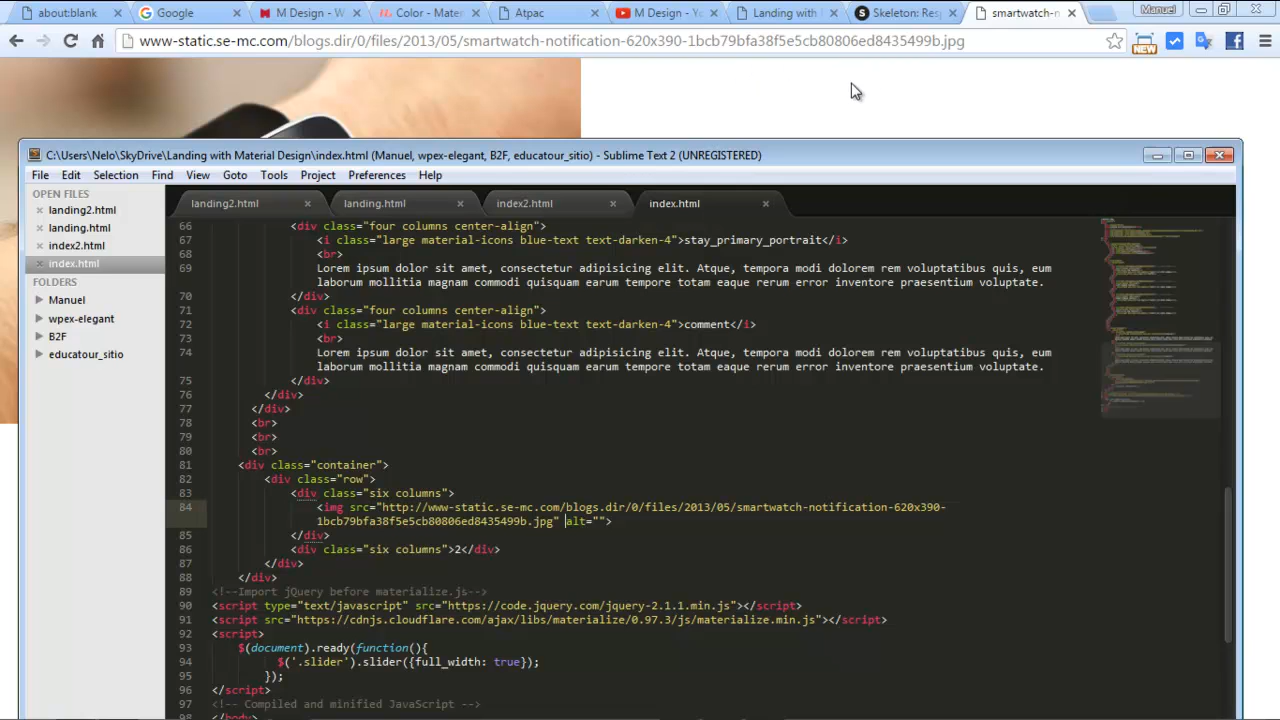 about:blank
Google
M Design - W
Color - Mater
Atpac
M Design - Yo
Landing with
Skeleton: Res
smartwatch-n
Manuel
www-static.se-mc.com/blogs.dir/0/files/2013/05/smartwatch-notification-620x390-1bcb79bfa38f5e5cb80806ed8435499b.jpg
NEW
C:\Users\Nelo\SkyDrive\Landing with Material Design\index.html (Manuel, wpex-elegant, B2F, educatour_sitio) - Sublime Text 2 (UNREGISTERED)
File Edit Selection Find View Goto Tools Project Preferences Help
OPEN FILES
landing2.html
landing.html
index2.html
index.html
FOLDERS
Manuel
wpex-elegant
B2F
educatour_sitio
landing2.html
landing.html
index2.html
index.html
66 <div class="four columns center-align">
67 <i class="large material-icons blue-text text-darken-4">stay_primary_portrait</i>
68 <br>
69 Lorem ipsum dolor sit amet, consectetur adipisicing elit. Atque, tempora modi dolorem rem voluptatibus quis, eum
laborum mollitia magnam commodi quisquam earum tempore totam eaque rerum error inventore praesentium voluptate.
70 </div>
71 <div class="four columns center-align">
72 <i class="large material-icons blue-text text-darken-4">comment</i>
73 <br>
74 Lorem ipsum dolor sit amet, consectetur adipisicing elit. Atque, tempora modi dolorem rem voluptatibus quis, eum
laborum mollitia magnam commodi quisquam earum tempore totam eaque rerum error inventore praesentium voluptate.
75 </div>
76 </div>
77 </div>
78 <br>
79 <br>
80 <br>
81 <div class="container">
82 <div class="row">
83 <div class="six columns">
84 <img src="http://www-static.se-mc.com/blogs.dir/0/files/2013/05/smartwatch-notification-620x390-
1bcb79bfa38f5e5cb80806ed8435499b.jpg" alt="">
85 </div>
86 <div class="six columns">2</div>
87 </div>
88 </div>
89 <!--Import jQuery before materialize.js-->
90 <script type="text/javascript" src="https://code.jquery.com/jquery-2.1.1.min.js"></script>
91 <script src="https://cdnjs.cloudflare.com/ajax/libs/materialize/0.97.3/js/materialize.min.js"></script>
92 <script>
93 $(document).ready(function(){
94 $('.slider').slider({full_width: true});
95 });
96 </script>
97 <!-- Compiled and minified JavaScript -->
98 </body>